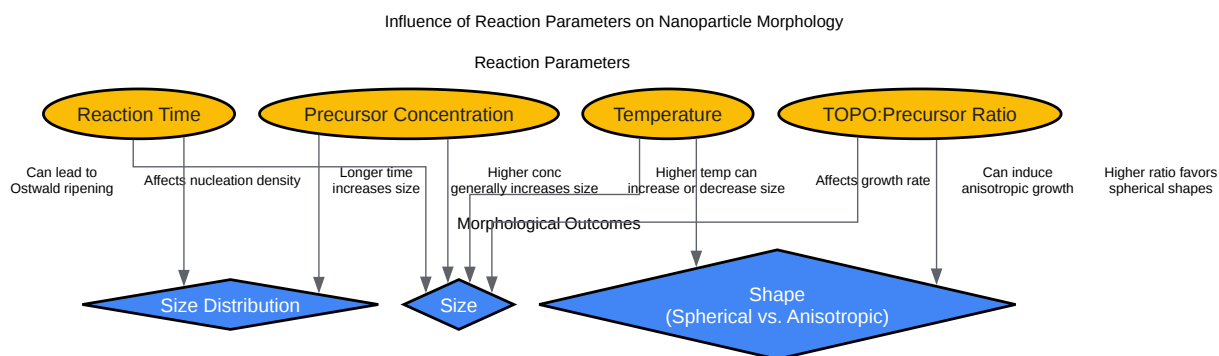 Influence of Reaction Parameters on Nanoparticle Morphology
Reaction Parameters
Reaction Time
Precursor Concentration
Temperature
TOPO:Precursor Ratio
Can lead to
Ostwald ripening
Affects nucleation density
Longer time
increases size
Higher conc
generally increases size
Higher temp can
increase or decrease size
Affects growth rate
Can induce
anisotropic growth
Higher ratio favors
spherical shapes
Morphological Outcomes
Size Distribution
Size
Shape
(Spherical vs. Anisotropic)